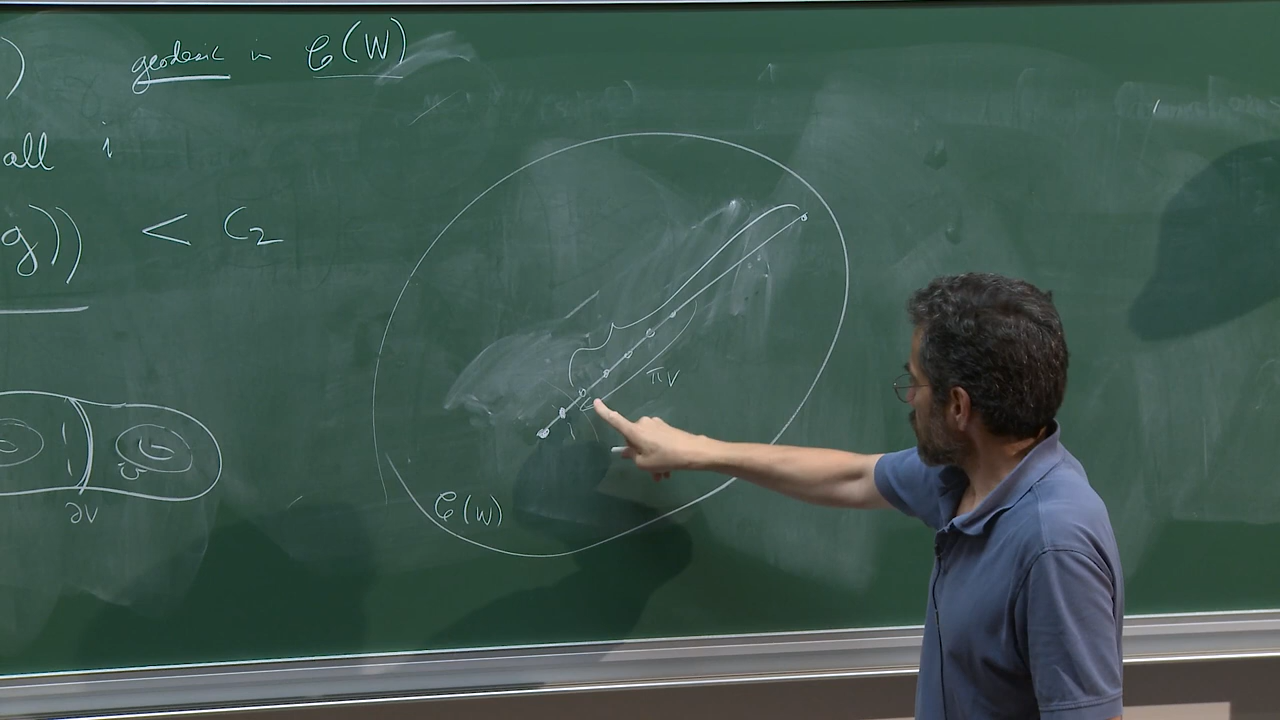 ) geodesic in 𝒞(W)
all i
g)) < C₂
πV
𝒞(W)
∂V